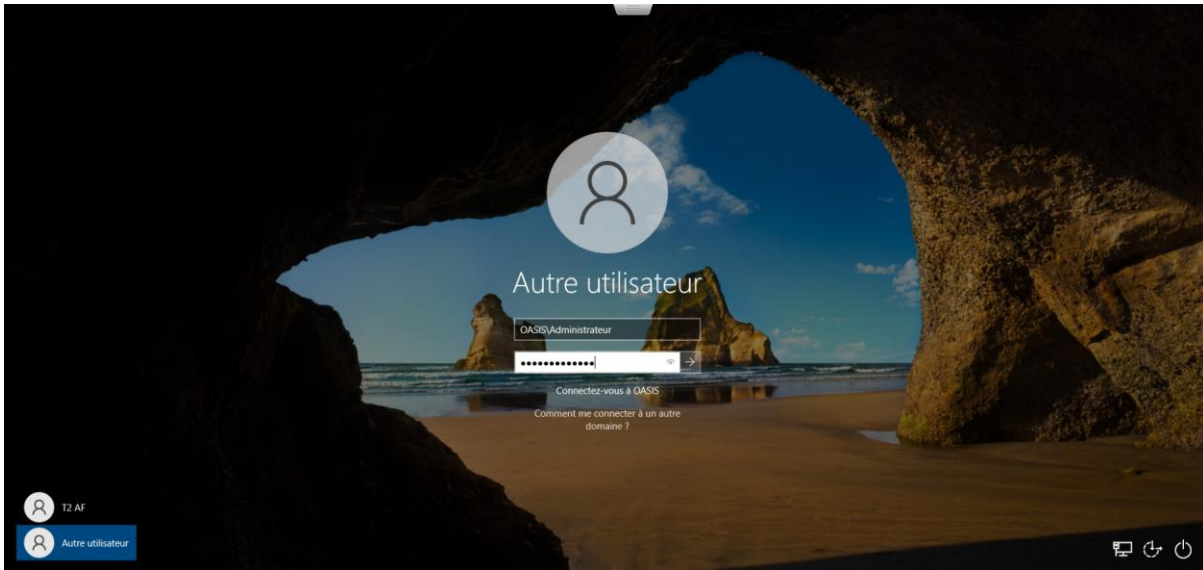 Autre utilisateur
OASIS\Administrateur
•••••••••••••
Connectez-vous à OASIS
Comment me connecter à un autre
domaine ?
T2 AF
Autre utilisateur